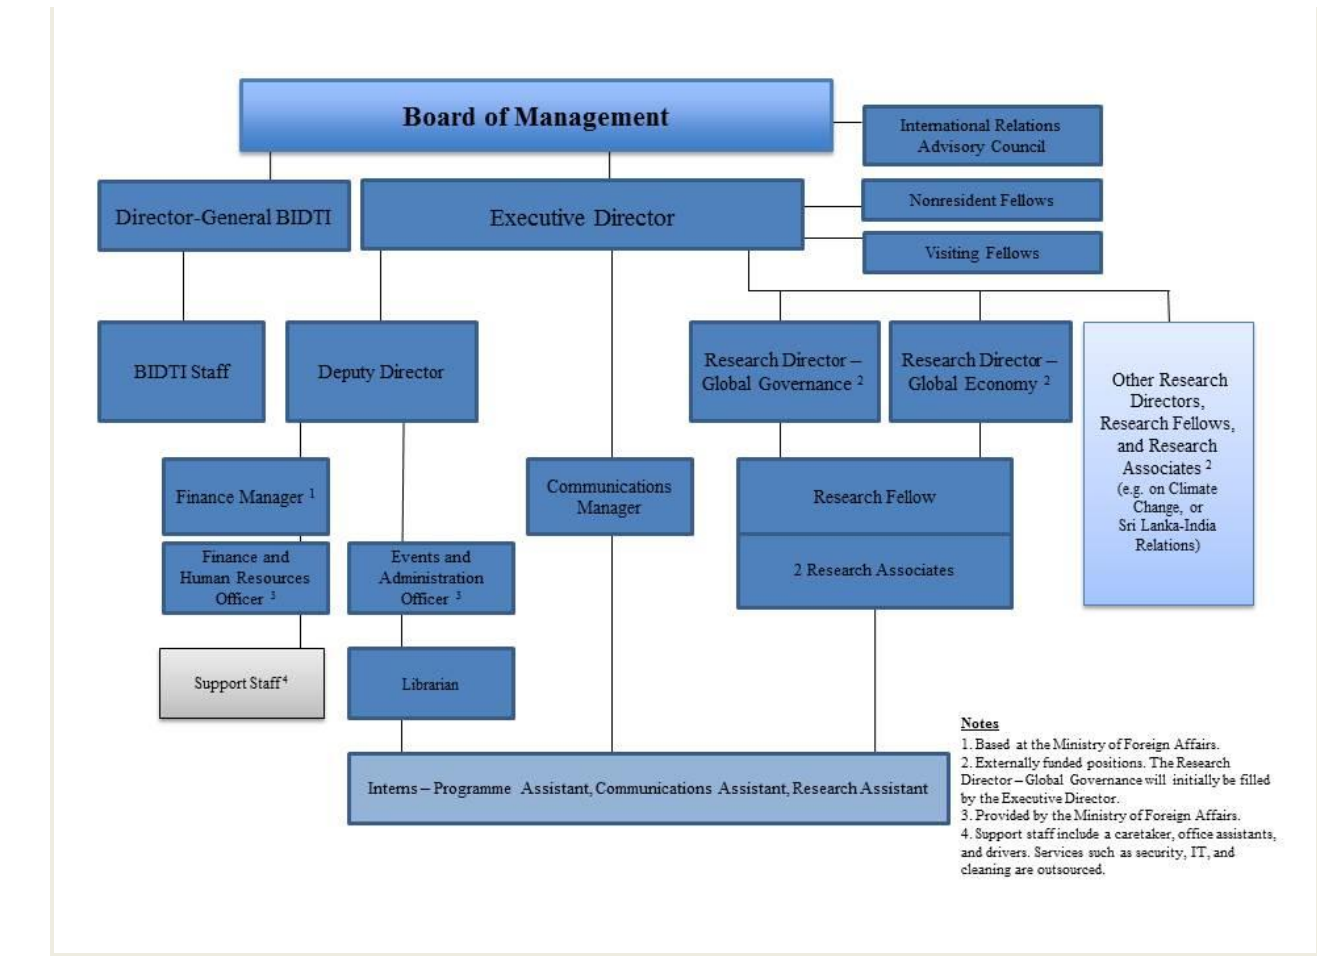 Board of Management
International Relations
Advisory Council
Director-General BIDTI
Executive Director
Nonresident Fellows
Visiting Fellows
BIDTI Staff
Deputy Director
Research Director –
Global Governance ²
Research Director –
Global Economy ²
Other Research
Directors,
Research Fellows,
and Research
Associates ²
(e.g. on Climate
Change, or
Sri Lanka-India
Relations)
Finance Manager ¹
Communications
Manager
Research Fellow
Finance and
Human Resources
Officer ³
Events and
Administration
Officer ³
2 Research Associates
Support Staff ⁴
Librarian
Interns – Programme Assistant, Communications Assistant, Research Assistant
Notes
1. Based at the Ministry of Foreign Affairs.
2. Externally funded positions. The Research
Director – Global Governance will initially be filled
by the Executive Director.
3. Provided by the Ministry of Foreign Affairs.
4. Support staff include a caretaker, office assistants,
and drivers. Services such as security, IT, and
cleaning are outsourced.